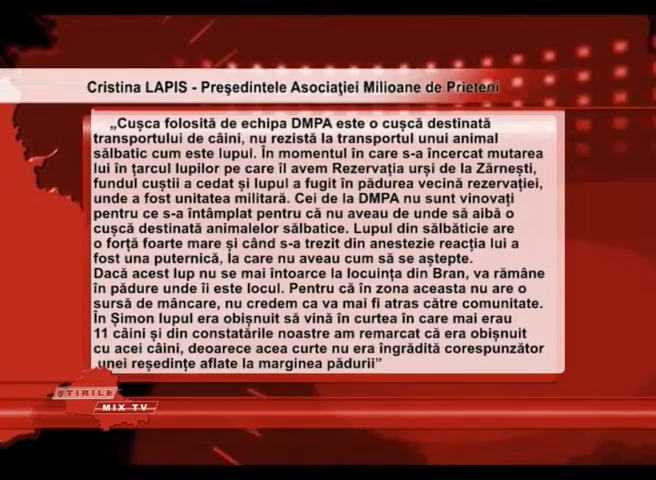 Cristina LAPIS - Preşedintele Asociaţiei Milioane de Prieteni
„Cuşca folosită de echipa DMPA este o cuşcă destinată
transportului de câini, nu rezistă la transportul unui animal
sălbatic cum este lupul. În momentul în care s-a încercat mutarea
lui în ţarcul lupilor pe care îl avem Rezervaţia urşi de la Zărneşti,
fundul cuştii a cedat şi lupul a fugit în pădurea vecină rezervaţiei,
unde a fost unitatea militară. Cei de la DMPA nu sunt vinovaţi
pentru ce s-a întâmplat pentru că nu aveau de unde să aibă o
cuşcă destinată animalelor sălbatice. Lupul din sălbăticie are
o forţă foarte mare şi când s-a trezit din anestezie reacţia lui a
fost una puternică, la care nu aveau cum să se aştepte.
Dacă acest lup nu se mai întoarce la locuinţa din Bran, va rămâne
în pădure unde îi este locul. Pentru că în zona aceasta nu are o
sursă de mâncare, nu credem ca va mai fi atras către comunitate.
În Şimon lupul era obişnuit să vină în curtea în care mai erau
11 câini şi din constatările noastre am remarcat că era obişnuit
cu acei câini, deoarece acea curte nu era îngrădită corespunzător
unei reşedinţe aflate la marginea pădurii”
ŞTIRILE
MIX TV